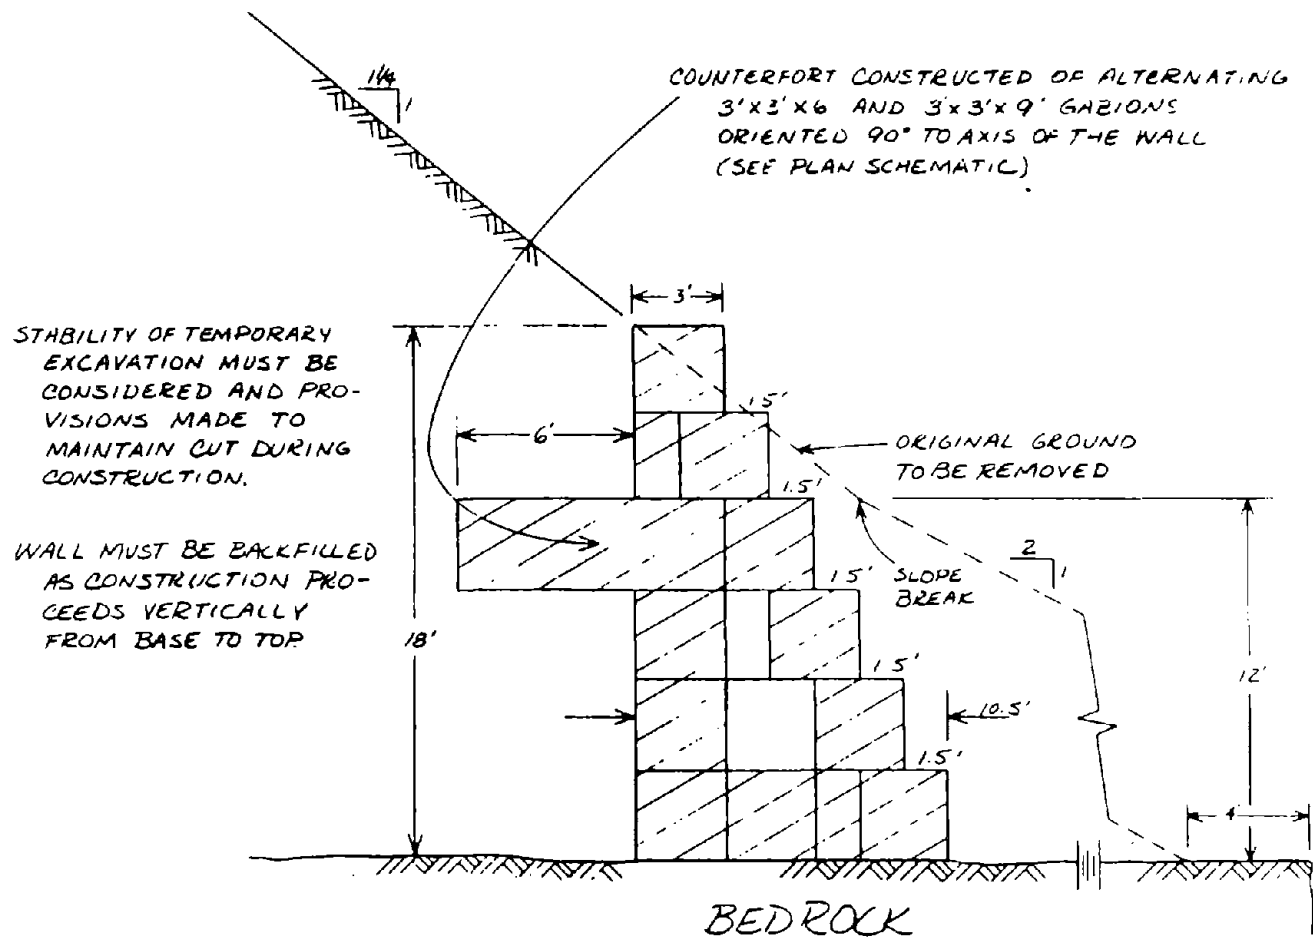 1¼
1
COUNTERFORT CONSTRUCTED OF ALTERNATING
3'X3'X6 AND 3'X3'X9' GABIONS
ORIENTED 90° TO AXIS OF THE WALL
(SEE PLAN SCHEMATIC)
3'
STABILITY OF TEMPORARY
EXCAVATION MUST BE
CONSIDERED AND PRO-
VISIONS MADE TO
MAINTAIN CUT DURING
CONSTRUCTION.
1.5'
6'
ORIGINAL GROUND
TO BE REMOVED
1.5'
WALL MUST BE BACKFILLED
AS CONSTRUCTION PRO-
CEEDS VERTICALLY
FROM BASE TO TOP.
2
1
1.5'
SLOPE
BREAK
18'
1.5'
12'
10.5'
1.5'
4'
BEDROCK